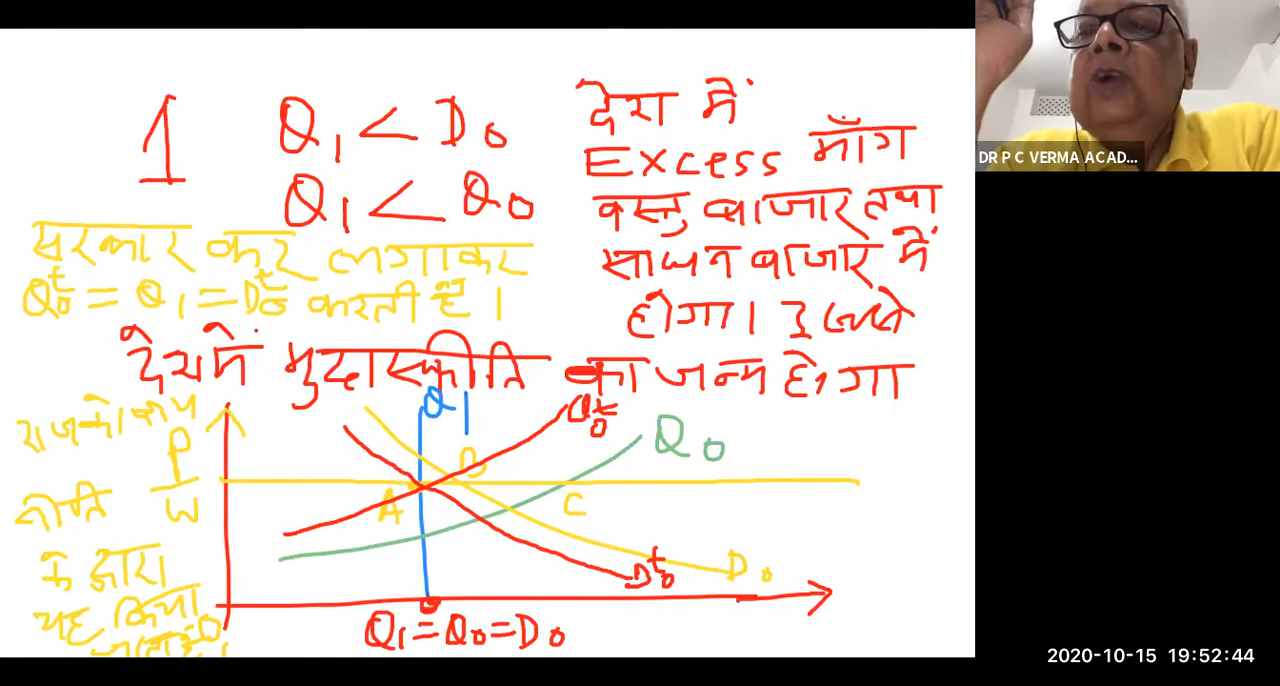 1
Q₁ < D₀
Q₁ < Q₀
देश में
Excess माँग
वस्तु बाजार तथा
साधन बाजार में
होगा। इससे
सरकार कर लगाकर
Q₀ᵗ = Q₁ = D₀ᵗ करती है।
देश में मुद्रास्फीति का जन्म होगा
राजकोषीय
नीति
के द्वारा
यह किया
जाता है।
P/W
Q₁
Q₀ᵗ
Q₀
A B C
D₀ᵗ D₀
O
Q₁ = Q₀ = D₀
DR P C VERMA ACAD...
2020-10-15 19:52:44